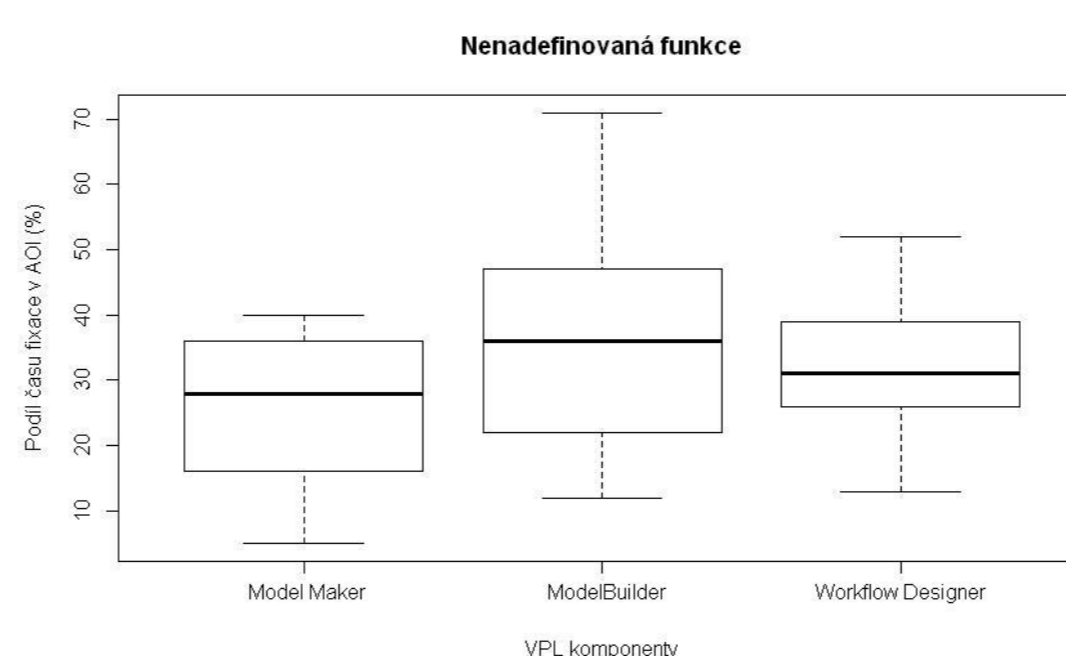 Nenadefinovaná funkce
Podíl času fixace v AOI (%)
70
60
50
40
30
20
10
Model Maker
ModelBuilder
Workflow Designer
VPL komponenty